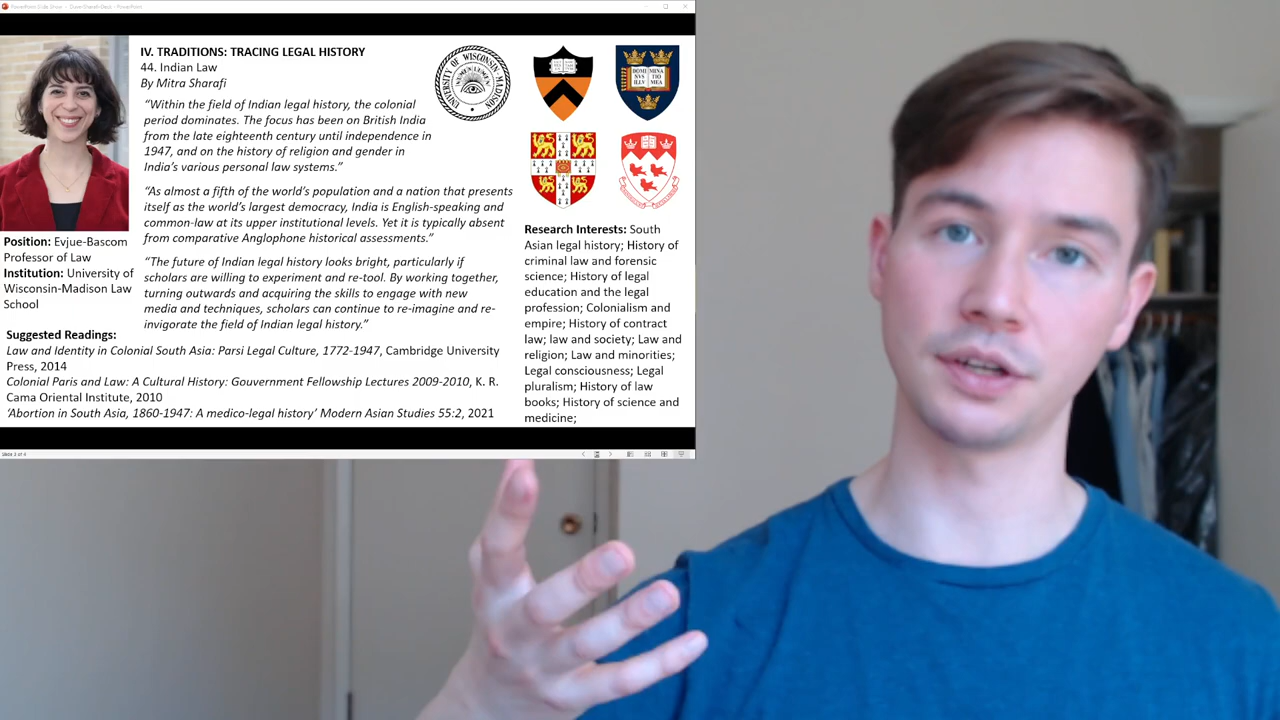 PowerPoint Slide Show
IV. TRADITIONS: TRACING LEGAL HISTORY
44. Indian Law
By Mitra Sharafi
“Within the field of Indian legal history, the colonial
period dominates. The focus has been on British India
from the late eighteenth century until independence in
1947, and on the history of religion and gender in
India’s various personal law systems.”
“As almost a fifth of the world’s population and a nation that presents
itself as the world’s largest democracy, India is English-speaking and
common-law at its upper institutional levels. Yet it is typically absent
from comparative Anglophone historical assessments.”
“The future of Indian legal history looks bright, particularly if
scholars are willing to experiment and re-tool. By working together,
turning outwards and acquiring the skills to engage with new
media and techniques, scholars can continue to re-imagine and re-
invigorate the field of Indian legal history.”
Position: Evjue-Bascom
Professor of Law
Institution: University of
Wisconsin-Madison Law
School
Suggested Readings:
Law and Identity in Colonial South Asia: Parsi Legal Culture, 1772-1947, Cambridge University
Press, 2014
Colonial Paris and Law: A Cultural History: Gouvernment Fellowship Lectures 2009-2010, K. R.
Cama Oriental Institute, 2010
‘Abortion in South Asia, 1860-1947: A medico-legal history’ Modern Asian Studies 55:2, 2021
UNIVERSITY OF WISCONSIN-MADISON
DOMI MINA
NVS TIO
ILLV MEA
Research Interests: South
Asian legal history; History of
criminal law and forensic
science; History of legal
education and the legal
profession; Colonialism and
empire; History of contract
law; law and society; Law and
religion; Law and minorities;
Legal consciousness; Legal
pluralism; History of law
books; History of science and
medicine;